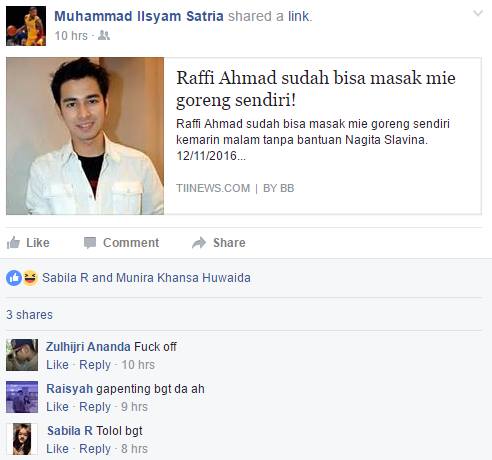 Muhammad Ilsyam Satria shared a link.
10 hrs ·
Raffi Ahmad sudah bisa masak mie
goreng sendiri!
Raffi Ahmad sudah bisa masak mie goreng sendiri
kemarin malam tanpa bantuan Nagita Slavina.
12/11/2016...
TIINEWS.COM | BY BB
Like Comment Share
Sabila R and Munira Khansa Huwaida
3 shares
Zulhijri Ananda Fuck off
Like · Reply · 10 hrs
Raisyah gapenting bgt da ah
Like · Reply · 9 hrs
Sabila R Tolol bgt
Like · Reply · 8 hrs